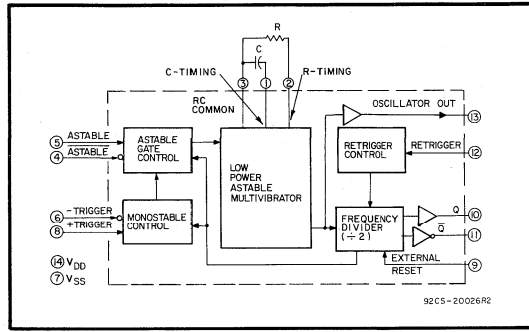 R
C
C-TIMING
R-TIMING
③ ① ②
RC
COMMON
OSCILLATOR OUT
⑬
⑤ ASTABLE
④ ASTABLE
ASTABLE
GATE
CONTROL
LOW
POWER
ASTABLE
MULTIVIBRATOR
RETRIGGER
CONTROL
RETRIGGER
⑫
⑥ -TRIGGER
⑧ +TRIGGER
MONOSTABLE
CONTROL
FREQUENCY
DIVIDER
(÷2)
Q
⑩
Q̅
⑪
EXTERNAL
RESET
⑨
⑭ VDD
⑦ VSS
92CS-20026R2